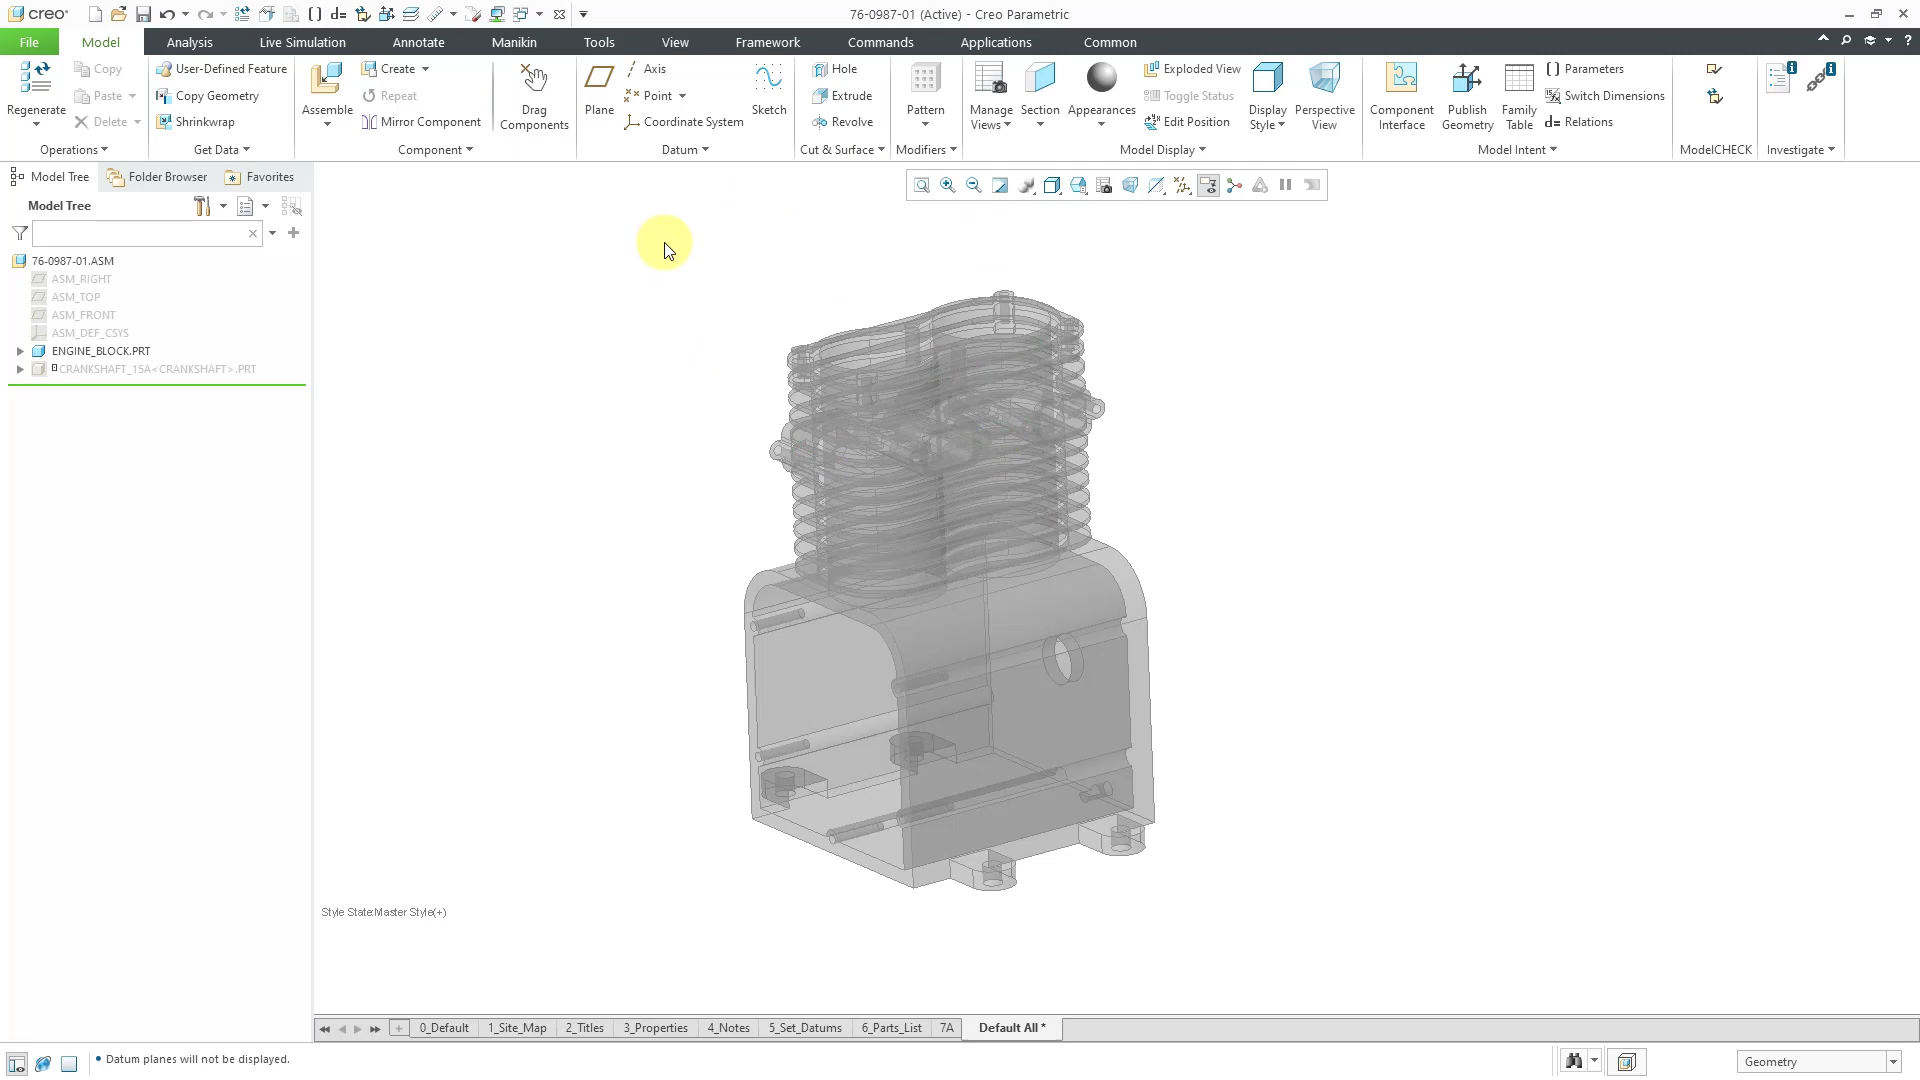 creo
76-0987-01 (Active) - Creo Parametric
File Model Analysis Live Simulation Annotate Manikin Tools View Framework Commands Applications Common
Regenerate
Copy
Paste
Delete
Operations
User-Defined Feature
Copy Geometry
Shrinkwrap
Get Data
Assemble
Create
Repeat
Mirror Component
Component
Drag
Components
Plane
Axis
Point
Coordinate System
Sketch
Datum
Hole
Extrude
Revolve
Cut & Surface
Pattern
Modifiers
Manage
Views
Section
Appearances
Exploded View
Toggle Status
Edit Position
Display
Style
Perspective
View
Model Display
Component
Interface
Publish
Geometry
Family
Table
Parameters
Switch Dimensions
d= Relations
Model Intent
ModelCHECK
Investigate
Model Tree Folder Browser Favorites
Model Tree
76-0987-01.ASM
ASM_RIGHT
ASM_TOP
ASM_FRONT
ASM_DEF_CSYS
ENGINE_BLOCK.PRT
CRANKSHAFT_15A<CRANKSHAFT>.PRT
Style State:Master Style(+)
0_Default 1_Site_Map 2_Titles 3_Properties 4_Notes 5_Set_Datums 6_Parts_List 7A Default All *
• Datum planes will not be displayed.
Geometry